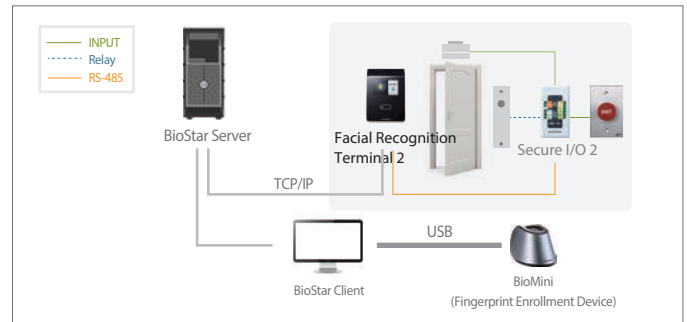 INPUT
Relay
RS-485
BioStar Server
Facial Recognition
Terminal 2
EXIT
Secure I/O 2
TCP/IP
USB
BioStar Client
BioMini
(Fingerprint Enrollment Device)